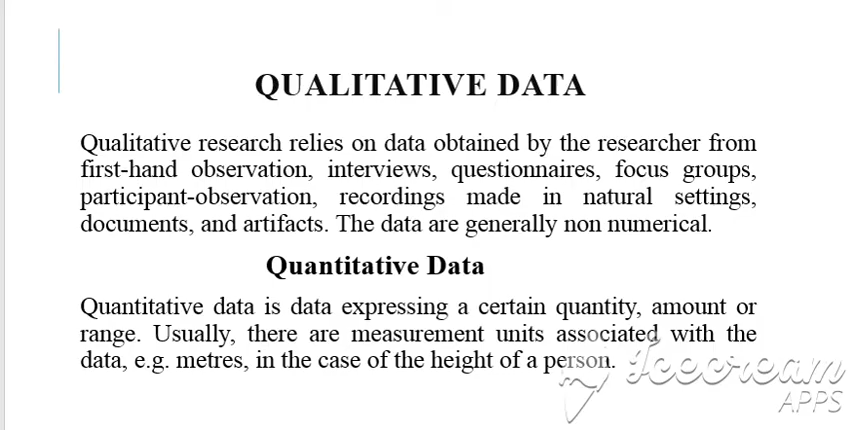 QUALITATIVE DATA
Qualitative research relies on data obtained by the researcher from
first-hand observation, interviews, questionnaires, focus groups,
participant-observation, recordings made in natural settings,
documents, and artifacts. The data are generally non numerical.
Quantitative Data
Quantitative data is data expressing a certain quantity, amount or
range. Usually, there are measurement units associated with the
data, e.g. metres, in the case of the height of a person.
Icecream
APPS